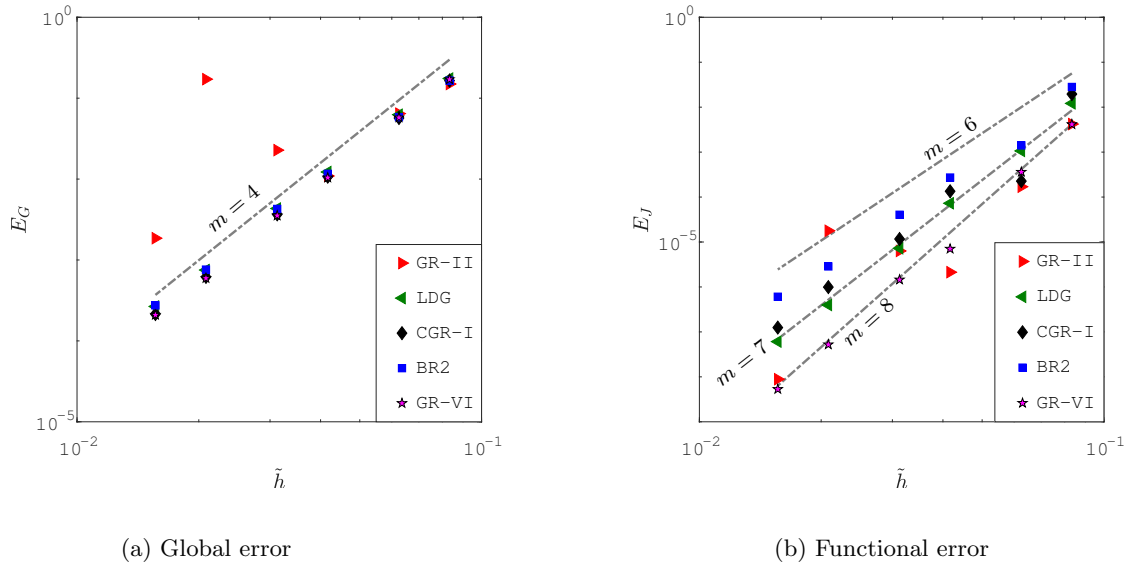 10^0
E_G
10^-5
10^-2
10^-1
h̃
m = 4
GR-II
LDG
CGR-I
BR2
GR-VI
(a) Global error
10^0
E_J
10^-5
10^-2
10^-1
h̃
m = 6
m = 7
m = 8
GR-II
LDG
CGR-I
BR2
GR-VI
(b) Functional error